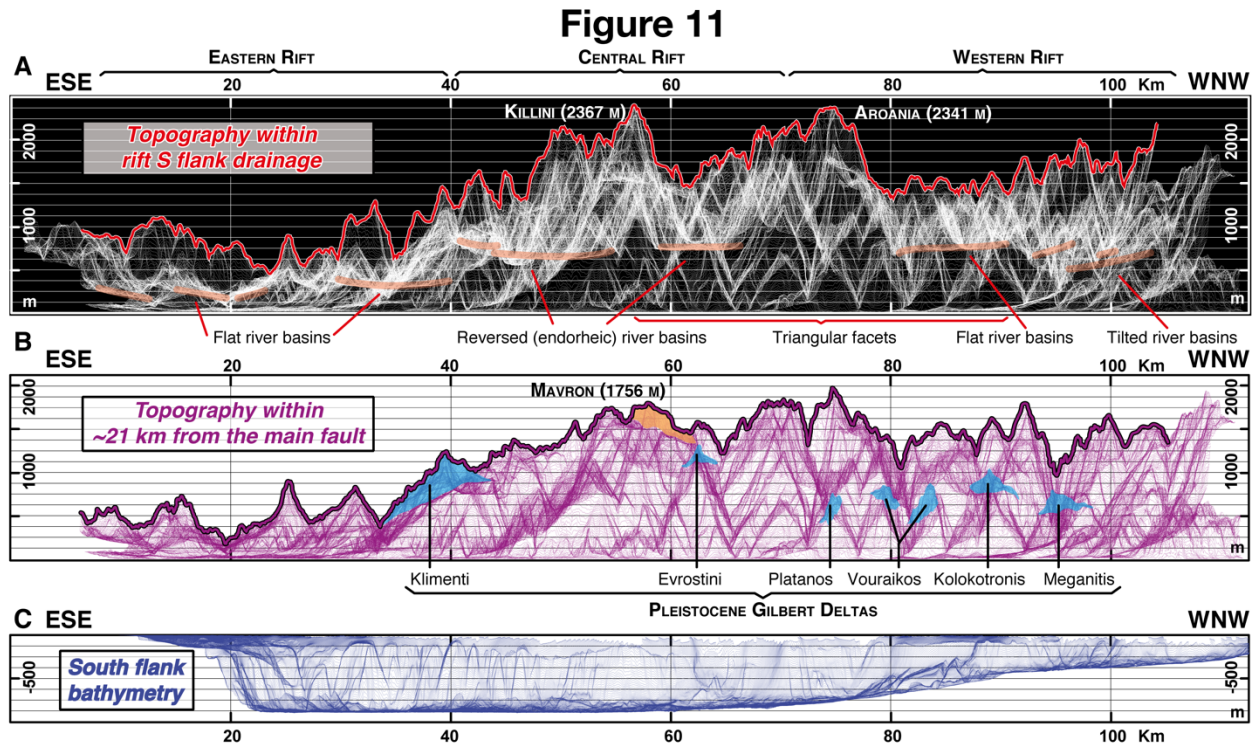 Figure 11
A
EASTERN RIFT
CENTRAL RIFT
WESTERN RIFT
ESE
20
40
60
80
100
Km
WNW
KILLINI (2367 M)
AROANIA (2341 M)
Topography within
rift S flank drainage
2000
1000
m
2000
1000
m
Flat river basins
Reversed (endorheic) river basins
Triangular facets
Flat river basins
Tilted river basins
B
ESE
20
40
60
80
100
Km
WNW
MAVRON (1756 M)
Topography within
~21 km from the main fault
2000
1000
m
2000
1000
m
Klimenti
Evrostini
Platanos
Vouraikos
Kolokotronis
Meganitis
PLEISTOCENE GILBERT DELTAS
C
ESE
WNW
South flank
bathymetry
-500
-500
m
20
40
60
80
100